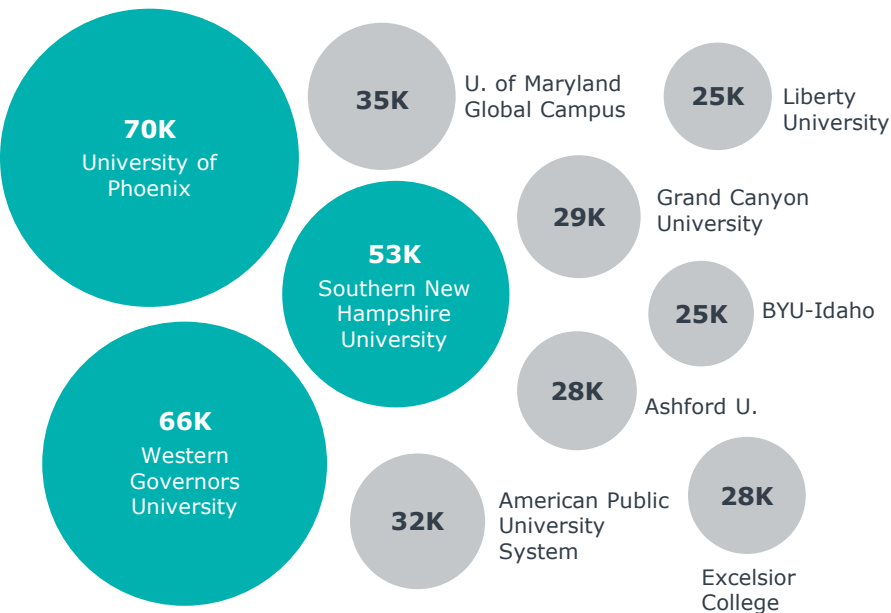 70K
University of
Phoenix
35K
U. of Maryland
Global Campus
25K
Liberty
University
53K
Southern New
Hampshire
University
29K
Grand Canyon
University
25K
BYU-Idaho
66K
Western
Governors
University
28K
Ashford U.
32K
American Public
University
System
28K
Excelsior
College